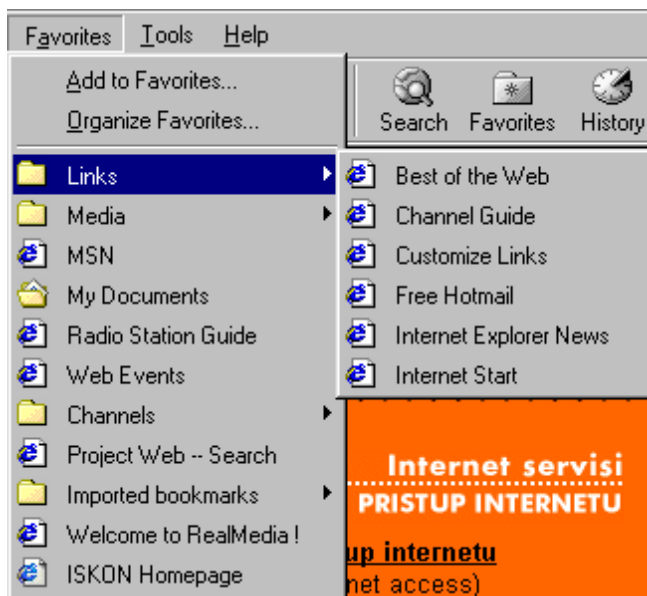 Favorites Tools Help
Add to Favorites...
Organize Favorites...
Search Favorites History
Links
Media
MSN
My Documents
Radio Station Guide
Web Events
Channels
Project Web -- Search
Imported bookmarks
Welcome to RealMedia !
ISKON Homepage
Best of the Web
Channel Guide
Customize Links
Free Hotmail
Internet Explorer News
Internet Start
Internet servisi
PRISTUP INTERNETU
up internetu
net access)